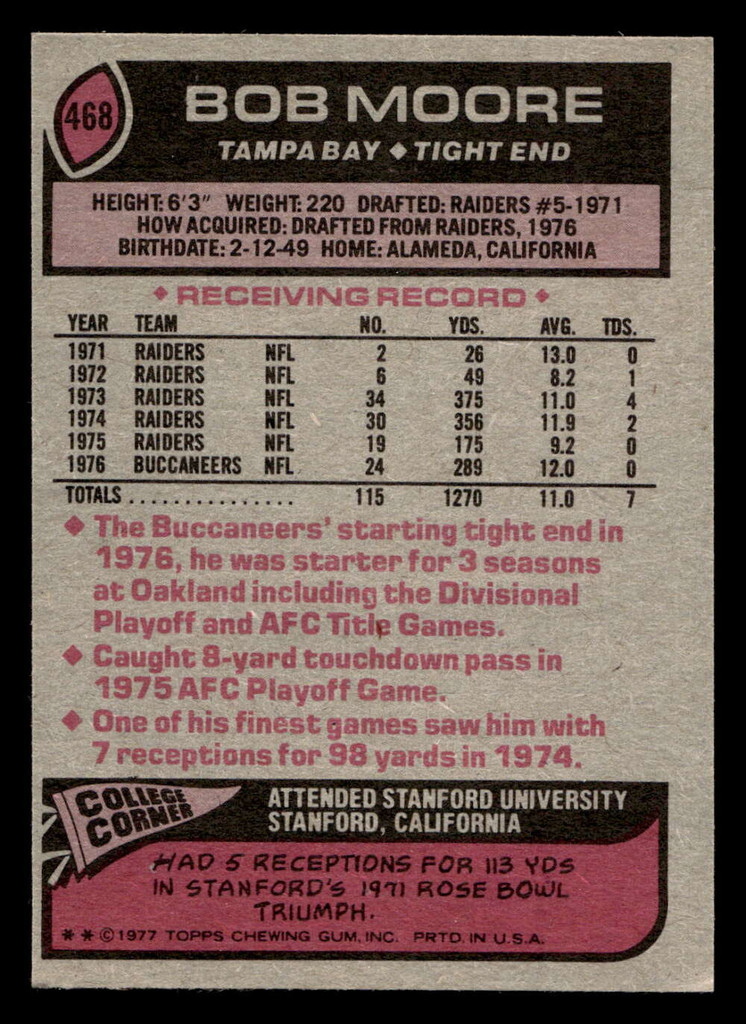 468
BOB MOORE
TAMPA BAY ◆ TIGHT END
HEIGHT: 6'3" WEIGHT: 220 DRAFTED: RAIDERS #5-1971
HOW ACQUIRED: DRAFTED FROM RAIDERS, 1976
BIRTHDATE: 2-12-49 HOME: ALAMEDA, CALIFORNIA
◆ RECEIVING RECORD ◆
YEAR TEAM NO. YDS. AVG. TDS.
1971 RAIDERS NFL 2 26 13.0 0
1972 RAIDERS NFL 6 49 8.2 1
1973 RAIDERS NFL 34 375 11.0 4
1974 RAIDERS NFL 30 356 11.9 2
1975 RAIDERS NFL 19 175 9.2 0
1976 BUCCANEERS NFL 24 289 12.0 0
TOTALS ................ 115 1270 11.0 7
◆ The Buccaneers' starting tight end in
1976, he was starter for 3 seasons
at Oakland including the Divisional
Playoff and AFC Title Games.
◆ Caught 8-yard touchdown pass in
1975 AFC Playoff Game.
◆ One of his finest games saw him with
7 receptions for 98 yards in 1974.
COLLEGE
CORNER
ATTENDED STANFORD UNIVERSITY
STANFORD, CALIFORNIA
HAD 5 RECEPTIONS FOR 113 YDS
IN STANFORD'S 1971 ROSE BOWL
TRIUMPH.
* * © 1977 TOPPS CHEWING GUM, INC. PRTD. IN U.S.A.